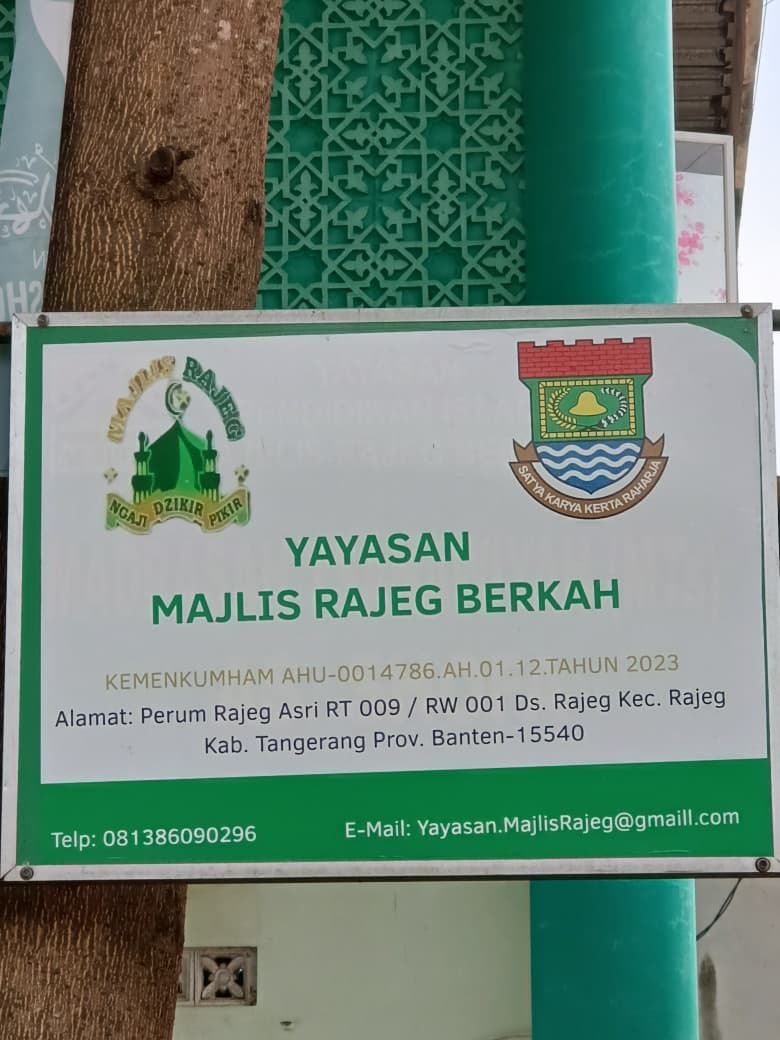 MAJLIS RAJEG
NGAJI DZIKIR PIKIR
SATYA KARYA KERTA RAHARJA
YAYASAN
MAJLIS RAJEG BERKAH
KEMENKUMHAM AHU-0014786.AH.01.12.TAHUN 2023
Alamat: Perum Rajeg Asri RT 009 / RW 001 Ds. Rajeg Kec. Rajeg
Kab. Tangerang Prov. Banten-15540
Telp: 081386090296
E-Mail: Yayasan.MajlisRajeg@gmaill.com